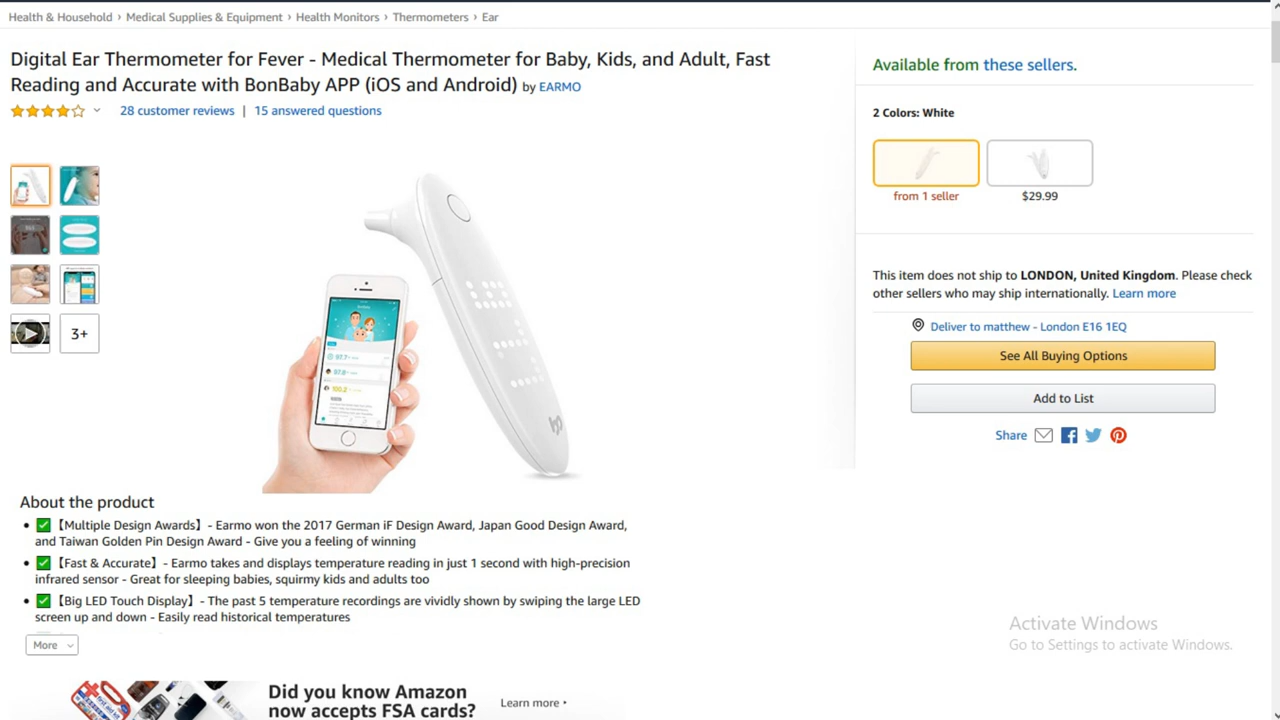 Health & Household › Medical Supplies & Equipment › Health Monitors › Thermometers › Ear
Digital Ear Thermometer for Fever - Medical Thermometer for Baby, Kids, and Adult, Fast
Reading and Accurate with BonBaby APP (iOS and Android) by EARMO
28 customer reviews | 15 answered questions
3+
97.7
97.8
100.2
About the product
• ✅【Multiple Design Awards】- Earmo won the 2017 German iF Design Award, Japan Good Design Award,
and Taiwan Golden Pin Design Award - Give you a feeling of winning
• ✅【Fast & Accurate】- Earmo takes and displays temperature reading in just 1 second with high-precision
infrared sensor - Great for sleeping babies, squirmy kids and adults too
• ✅【Big LED Touch Display】- The past 5 temperature recordings are vividly shown by swiping the large LED
screen up and down - Easily read historical temperatures
More
Did you know Amazon
now accepts FSA cards?
Learn more ▸
Available from these sellers.
2 Colors: White
from 1 seller
$29.99
This item does not ship to LONDON, United Kingdom. Please check
other sellers who may ship internationally. Learn more
Deliver to matthew - London E16 1EQ
See All Buying Options
Add to List
Share
Activate Windows
Go to Settings to activate Windows.